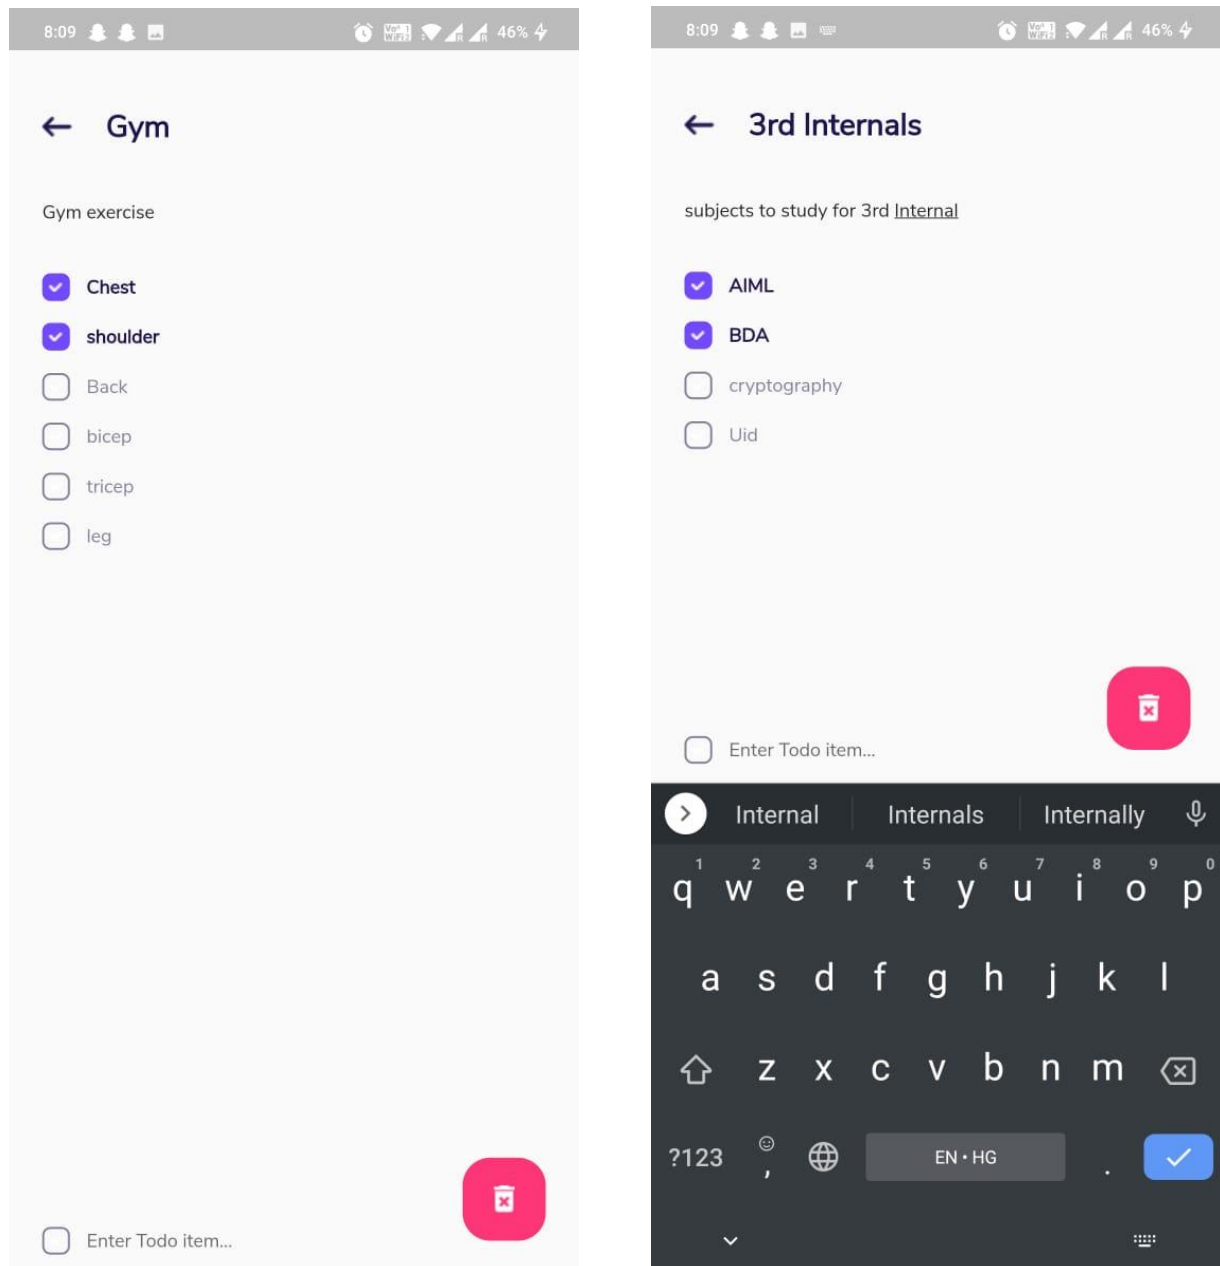 8:09
46%
Gym
Gym exercise
Chest
shoulder
Back
bicep
tricep
leg
Enter Todo item...
8:09
46%
3rd Internals
subjects to study for 3rd Internal
AIML
BDA
cryptography
Uid
Enter Todo item...
Internal Internals Internally
1 2 3 4 5 6 7 8 9 0
q w e r t y u i o p
a s d f g h j k l
z x c v b n m
?123 , EN • HG .